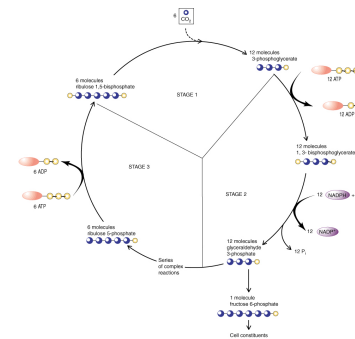 6
CO2
12 molecules
3-phosphoglycerate
12 ATP
12 ADP
6 molecules
ribulose 1,5-bisphosphate
STAGE 1
12 molecules
1, 3- bisphosphoglycerate
STAGE 3
STAGE 2
6 ADP
6 ATP
12 NADPH +
12 NADP+
12 Pi
6 molecules
ribulose 5-phosphate
12 molecules
glyceraldehyde
3-phosphate
Series
of complex
reactions
1 molecule
fructose 6-phosphate
Cell constituents